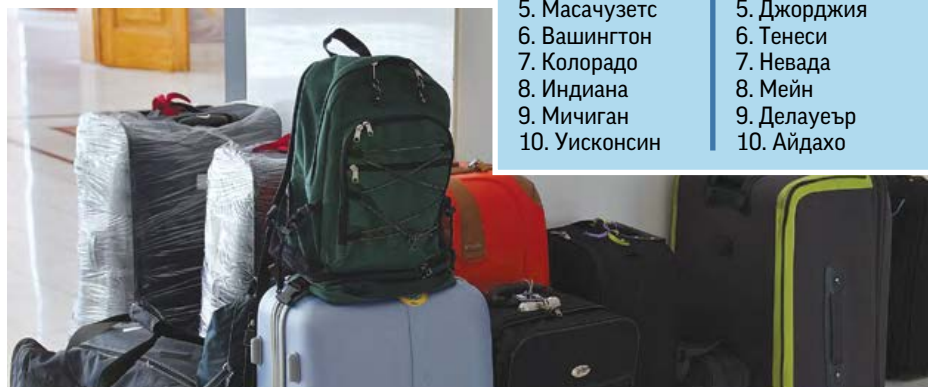 5. Масачузетс
6. Вашингтон
7. Колорадо
8. Индиана
9. Мичиган
10. Уисконсин
5. Джорджия
6. Тенеси
7. Невада
8. Мейн
9. Делауеър
10. Айдахо